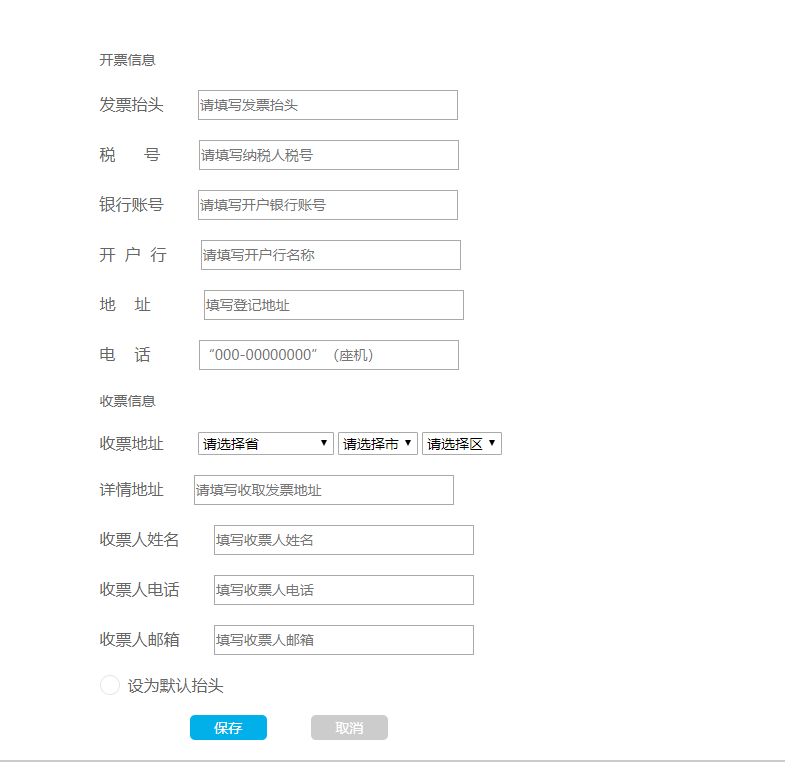 开票信息
发票抬头 请填写发票抬头
税 号 请填写纳税人税号
银行账号 请填写开户银行账号
开 户 行 请填写开户行名称
地 址 填写登记地址
电 话 “000-00000000”（座机）
收票信息
收票地址 请选择省 请选择市 请选择区
详情地址 请填写收取发票地址
收票人姓名 填写收票人姓名
收票人电话 填写收票人电话
收票人邮箱 填写收票人邮箱
设为默认抬头
保存 取消